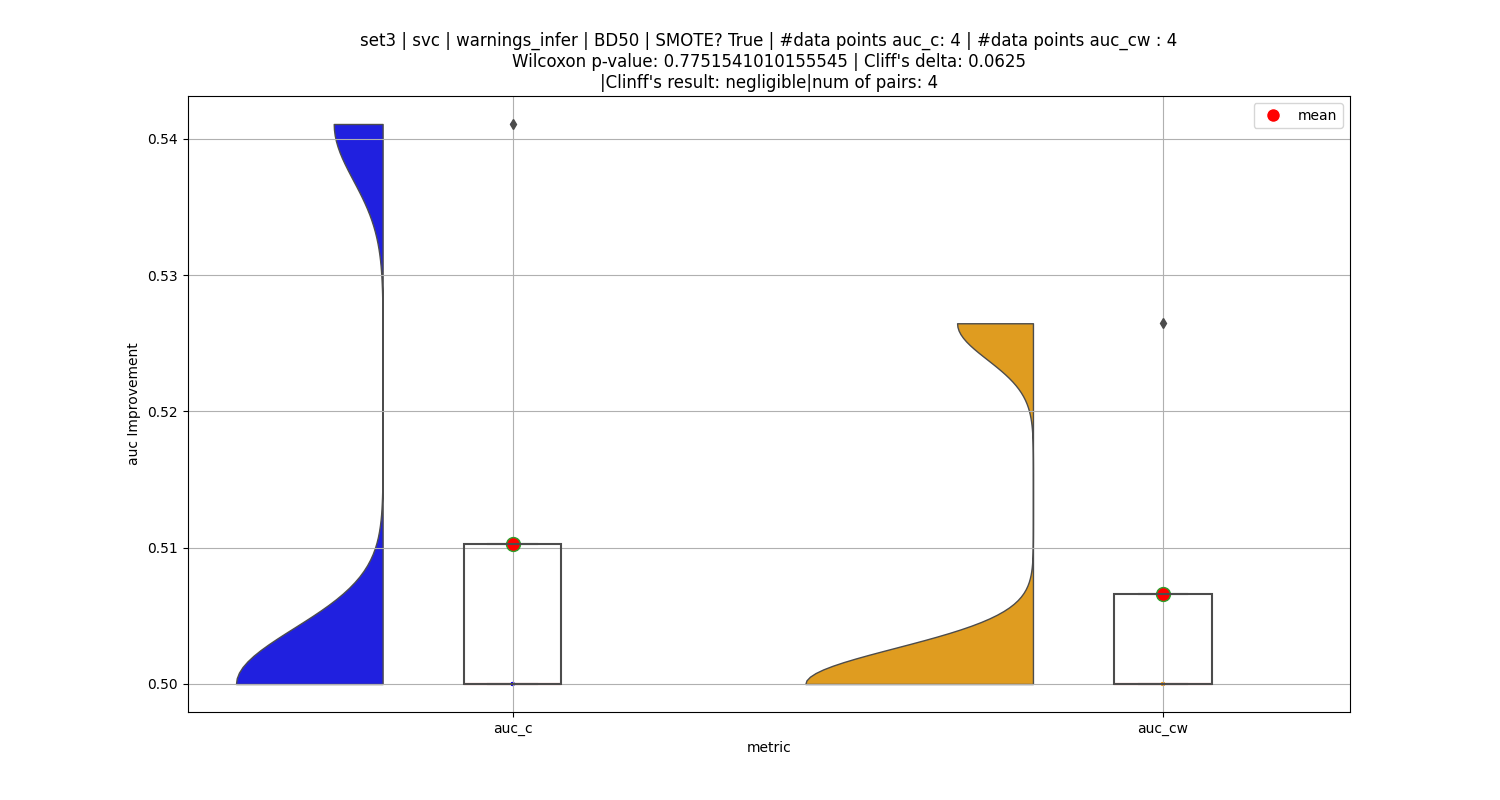 set3 | svc | warnings_infer | BD50 | SMOTE? True | #data points auc_c: 4 | #data points auc_cw : 4
Wilcoxon p-value: 0.7751541010155545 | Cliff's delta: 0.0625
|Clinff's result: negligible|num of pairs: 4
mean
0.54
0.53
0.52
0.51
0.50
auc Improvement
auc_c
auc_cw
metric